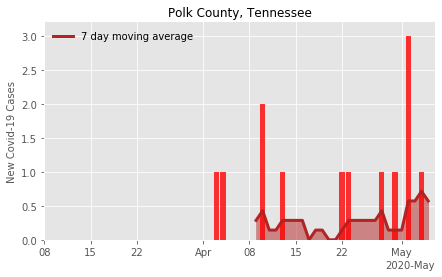 Polk County, Tennessee
7 day moving average
New Covid-19 Cases
3.0
2.5
2.0
1.5
1.0
0.5
0.0
08 15 22 Apr 08 15 22 May
2020-May